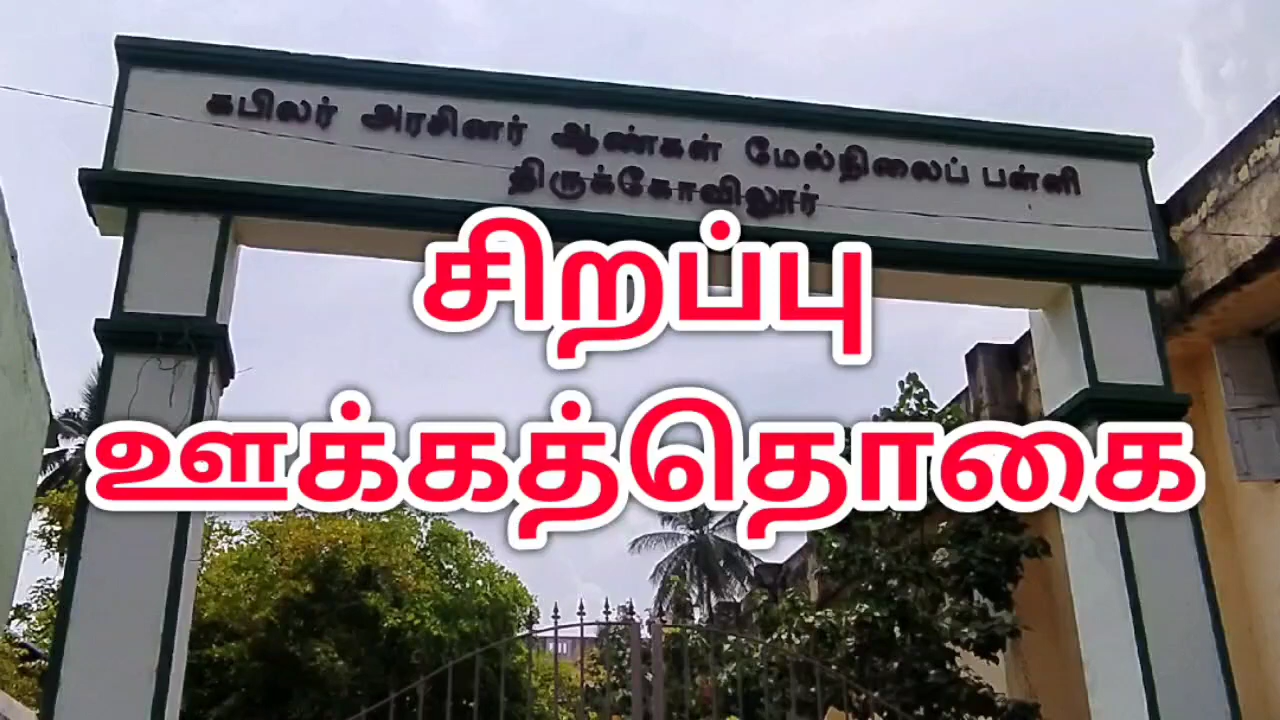 கபிலர் அரசினர் ஆண்கள் மேல்நிலைப் பள்ளி
திருக்கோவிலூர்
சிறப்பு
ஊக்கத்தொகை